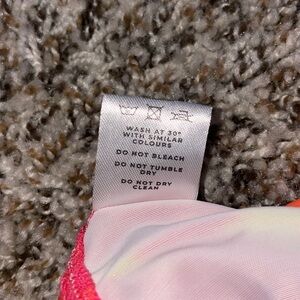 WASH AT 30°
WITH SIMILAR
COLOURS
DO NOT BLEACH
DO NOT TUMBLE
DRY
DO NOT DRY
CLEAN